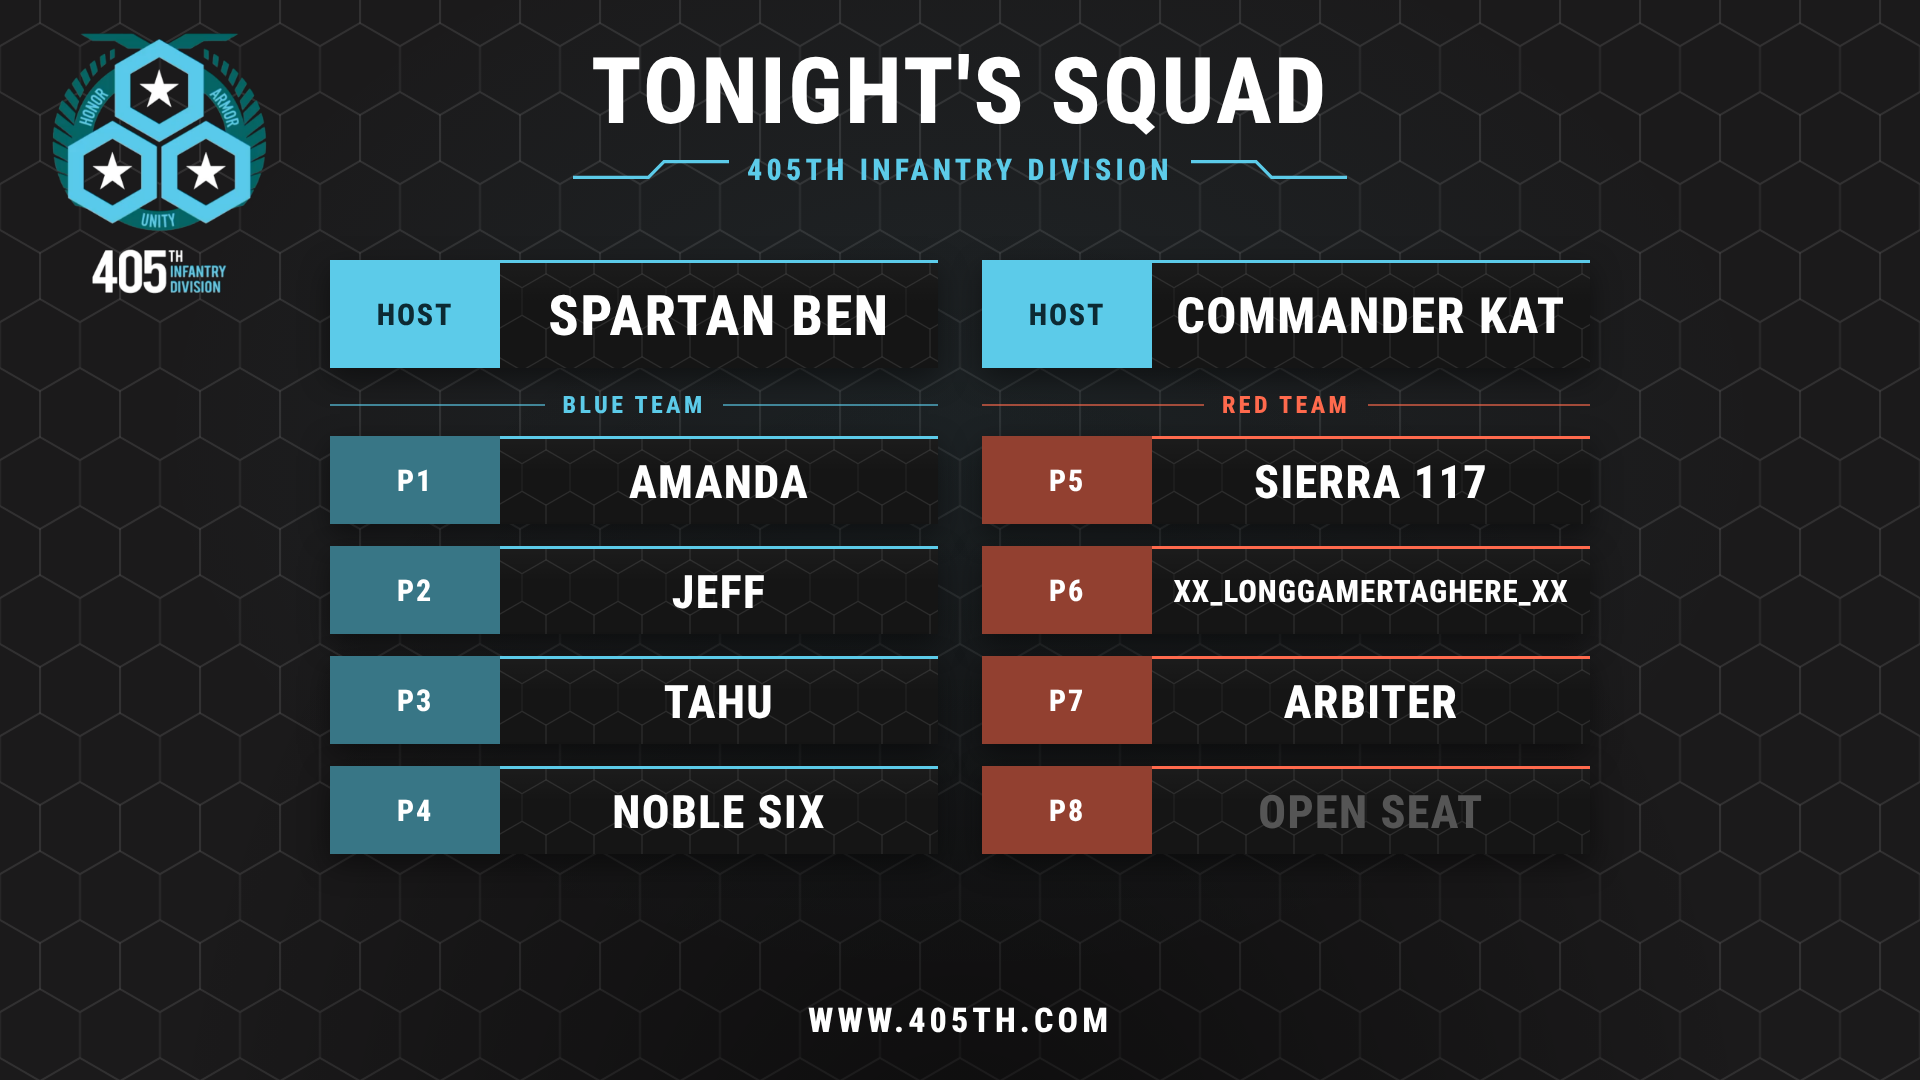 HONOR
ARMOR
UNITY
405TH INFANTRY DIVISION
TONIGHT'S SQUAD
405TH INFANTRY DIVISION
HOST SPARTAN BEN
BLUE TEAM
P1 AMANDA
P2 JEFF
P3 TAHU
P4 NOBLE SIX
HOST COMMANDER KAT
RED TEAM
P5 SIERRA 117
P6 XX_LONGGAMERTAGHERE_XX
P7 ARBITER
P8 OPEN SEAT
WWW.405TH.COM